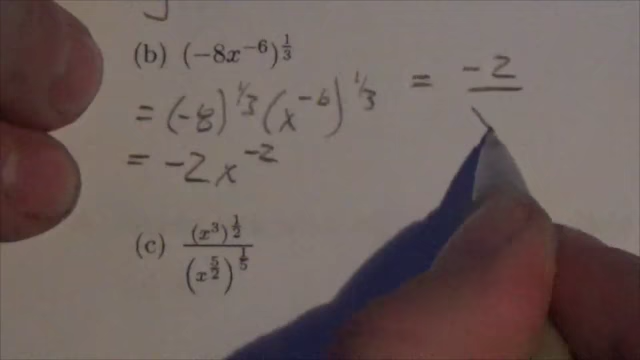 (b) (−8x⁻⁶)^(1/3)
= (-8)^(1/3) (x⁻⁶)^(1/3)
= -2x⁻²
= -2/
(c) (x³)^(1/2) / (x^(5/2))^(1/5)